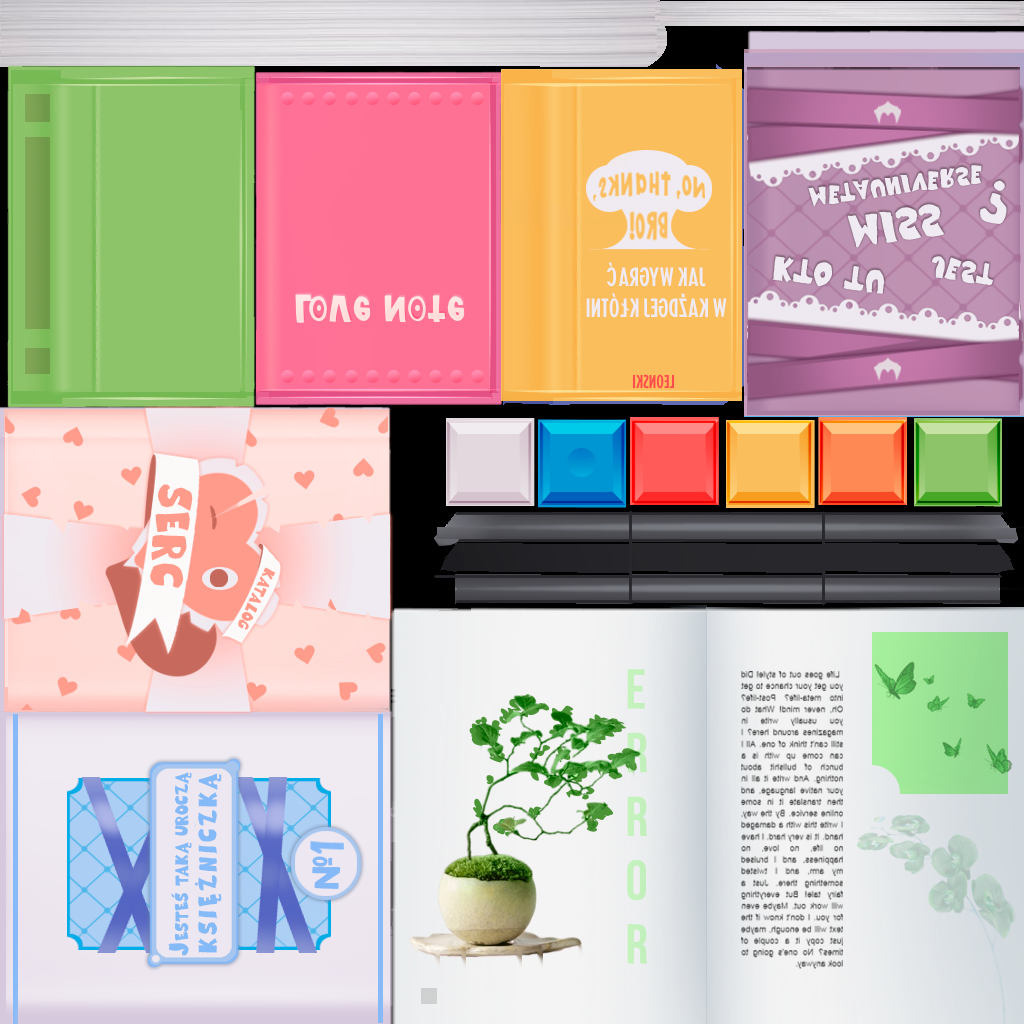 LOVE NOTE
NO, THANKS,
BRO!
JAK WYGRAĆ
W KAŻDGEJ KŁÓTNI
LEONSKI
KTO TU JEST
MISS
METAUNIVERSE ?
SERC
KATALOG
JESTEŚ TAKĄ UROCZĄ
KSIĘŻNICZKĄ
№1
ERROR
Life goes out of style! Did
you get your chance to get
into meta-life? Post-life?
Oh, never mind! What do
you usually write in
magazines around here? I
still can't think of one. All I
can come up with is a
bunch of bullshit about
nothing. And write it all in
your native language, and
then translate it in some
online service. By the way,
I write this with a damaged
hand. It is very hard. I have
no life, no love, no
happiness, and I bruised
my arm, and I twisted
something there. Just a
fairy tale! But everything
will work out. Maybe even
for you. I don't know if the
text will be enough, maybe
just copy it a couple of
times? No one's going to
look anyway.